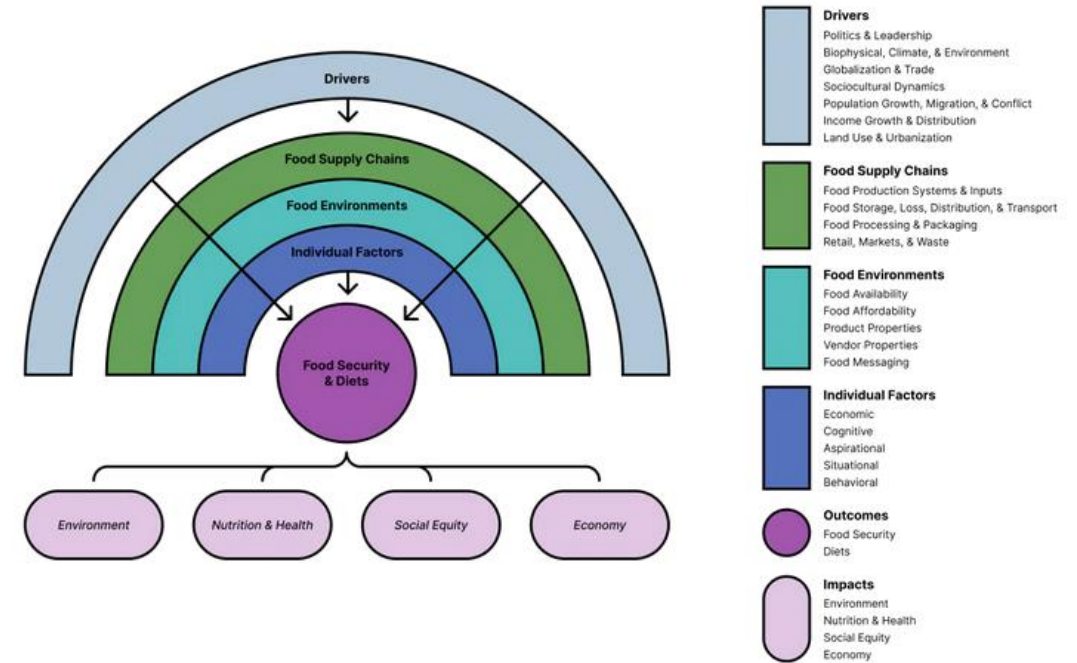 Drivers
Food Supply Chains
Food Environments
Individual Factors
Food Security
& Diets
Environment
Nutrition & Health
Social Equity
Economy
Drivers
Politics & Leadership
Biophysical, Climate, & Environment
Globalization & Trade
Sociocultural Dynamics
Population Growth, Migration, & Conflict
Income Growth & Distribution
Land Use & Urbanization
Food Supply Chains
Food Production Systems & Inputs
Food Storage, Loss, Distribution, & Transport
Food Processing & Packaging
Retail, Markets, & Waste
Food Environments
Food Availability
Food Affordability
Product Properties
Vendor Properties
Food Messaging
Individual Factors
Economic
Cognitive
Aspirational
Situational
Behavioral
Outcomes
Food Security
Diets
Impacts
Environment
Nutrition & Health
Social Equity
Economy